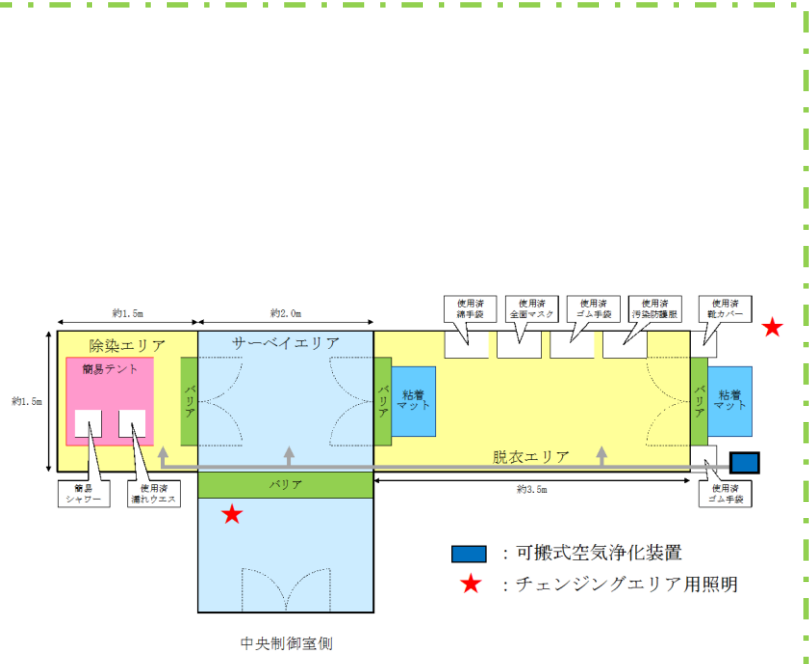 使用済
綿手袋
使用済
全面マスク
使用済
ゴム手袋
使用済
汚染防護服
使用済
靴カバー
約1.5m
約2.0m
除染エリア
サーベイエリア
簡易テント
約1.5m
バリア
バリア
粘着
マット
バリア
粘着
マット
脱衣エリア
簡易
シャワー
使用済
濡れウエス
バリア
約3.5m
使用済
ゴム手袋
:可搬式空気浄化装置
:チェンジングエリア用照明
中央制御室側